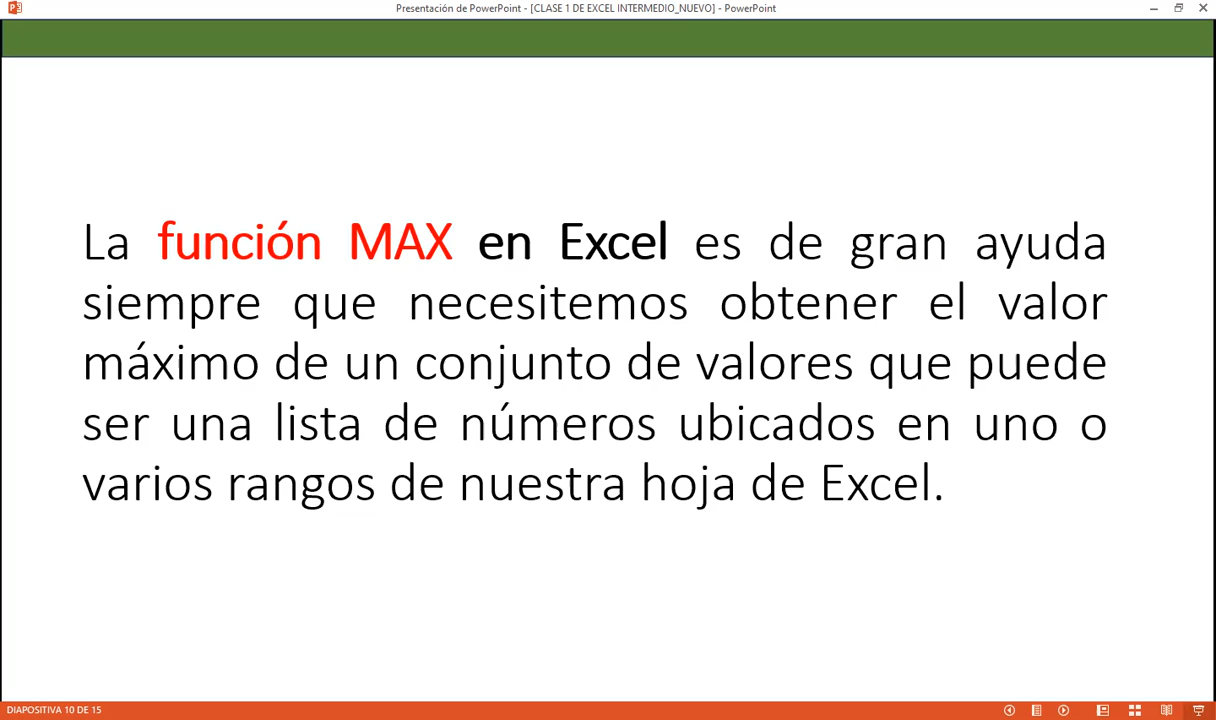 Presentación de PowerPoint - [CLASE 1 DE EXCEL INTERMEDIO_NUEVO] - PowerPoint
La función MAX en Excel es de gran ayuda
siempre que necesitemos obtener el valor
máximo de un conjunto de valores que puede
ser una lista de números ubicados en uno o
varios rangos de nuestra hoja de Excel.
DIAPOSITIVA 10 DE 15